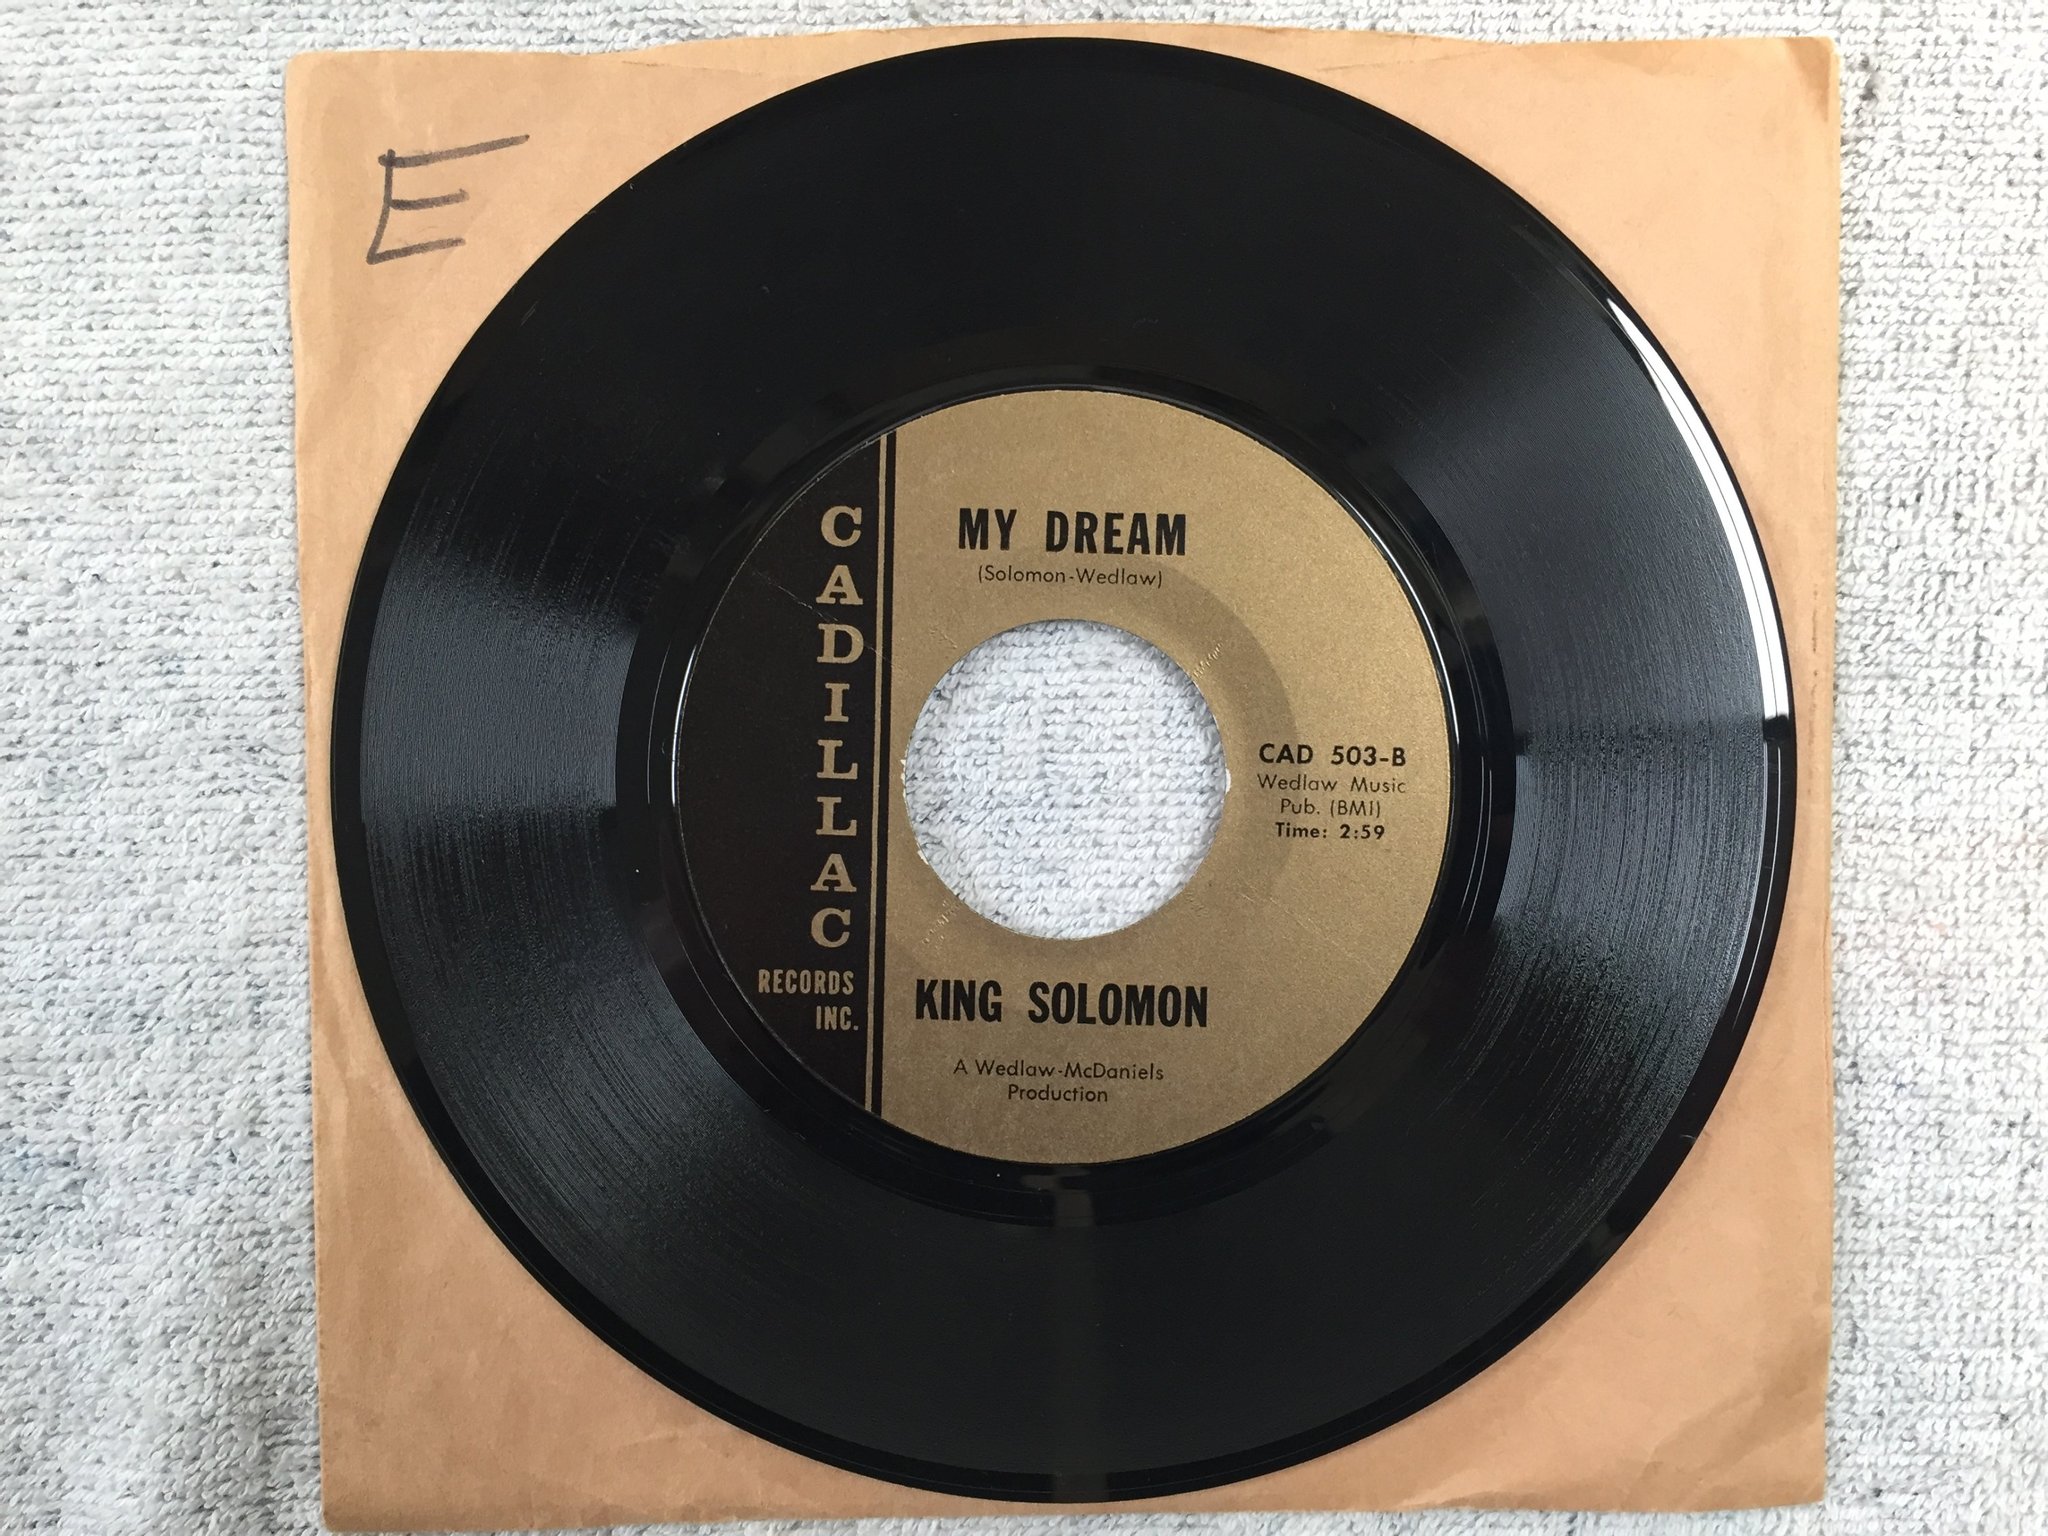 E
MY DREAM
(Solomon-Wedlaw)
CADILLAC
RECORDS
INC.
CAD 503-B
Wedlaw Music
Pub. (BMI)
Time: 2:59
KING SOLOMON
A Wedlaw-McDaniels
Production